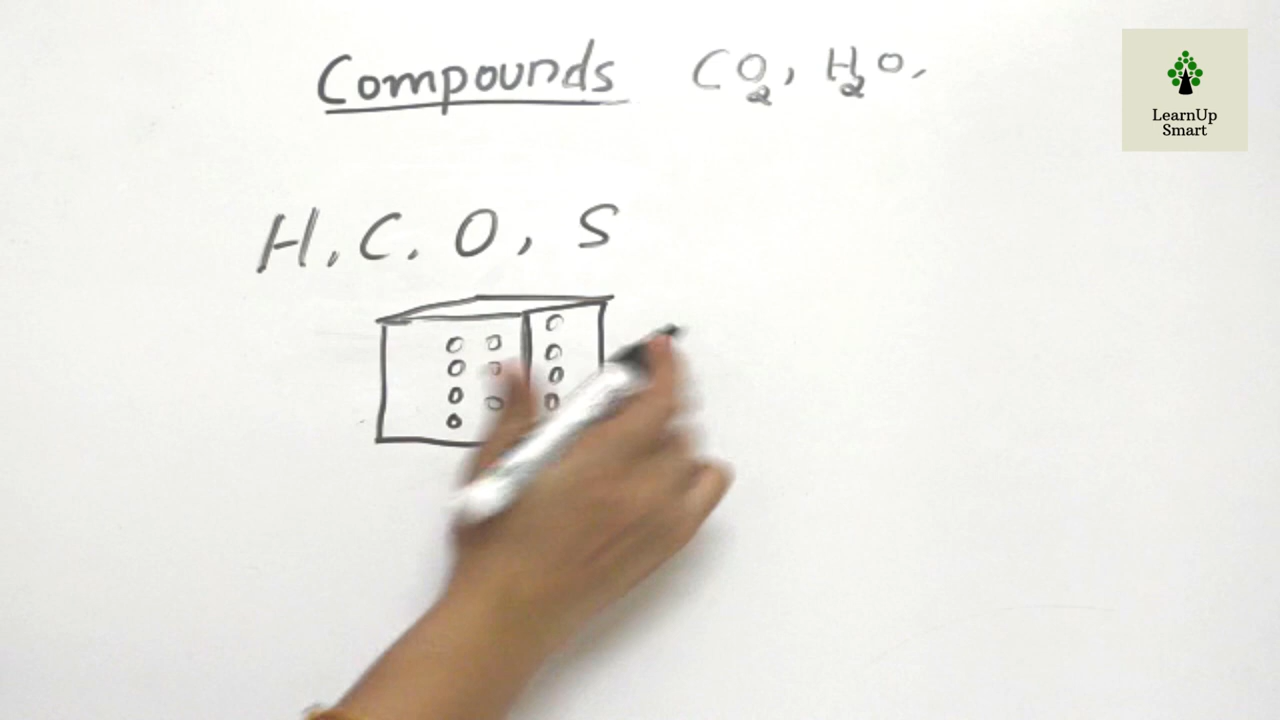 Compounds CO₂, H₂O,
LearnUp
Smart
H, C, O, S